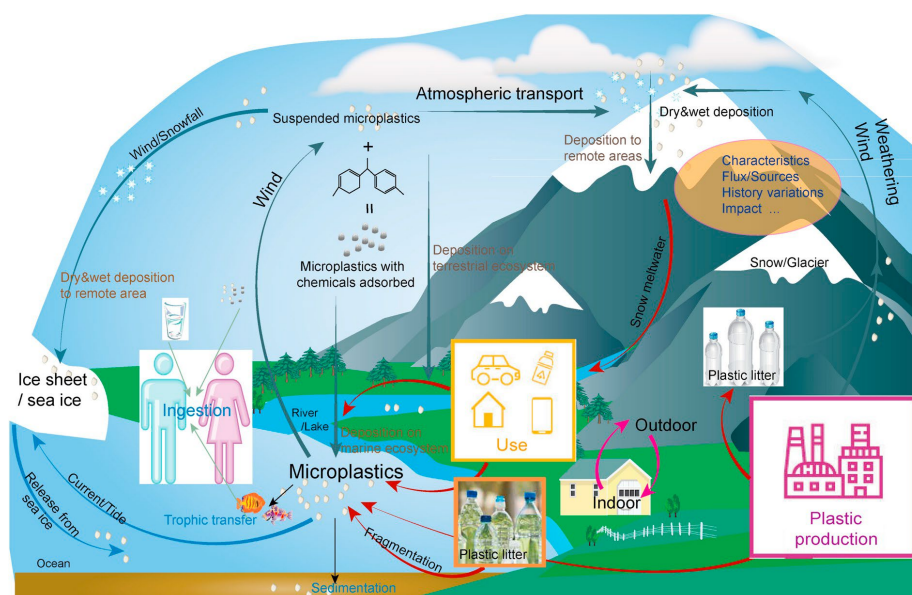 Atmospheric transport
Suspended microplastics
+
Dry&wet deposition
Wind/Snowfall
Deposition to
remote areas
Weathering
Wind
Characteristics
Flux/Sources
History variations
Impact ...
Wind
=
Microplastics with
chemicals adsorbed
Deposition on
terrestrial ecosystem
Dry&wet deposition
to remote area
Snow meltwater
Snow/Glacier
Plastic litter
Ice sheet
/ sea ice
Ingestion
River
/Lake
Deposition on
marine ecosystem
Use
Outdoor
Indoor
Microplastics
Plastic production
Trophic transfer
Current/Tide
Release from
sea ice
Fragmentation
Plastic litter
Ocean
Sedimentation